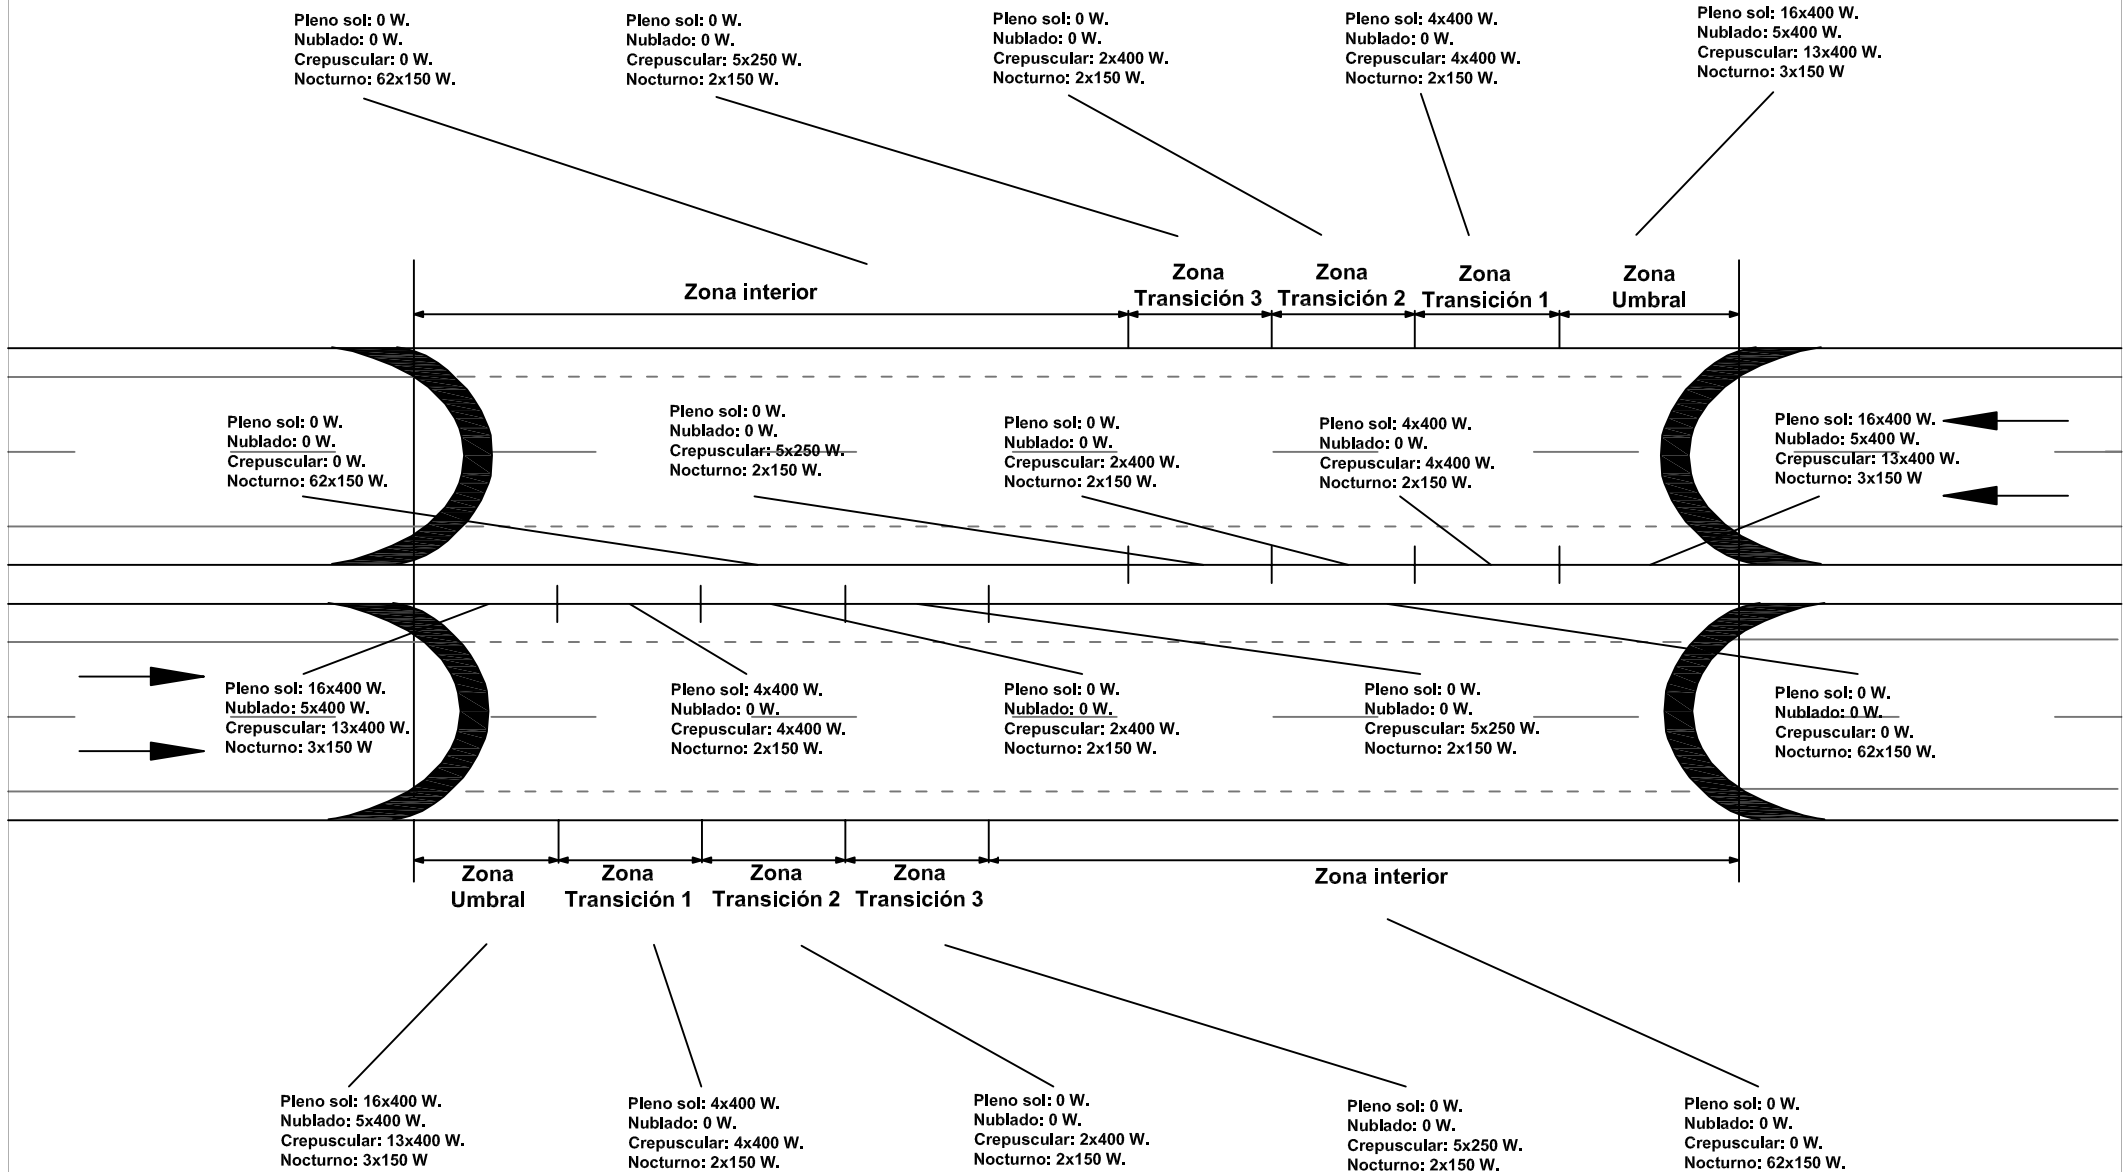 Pleno sol: 0 W.
Nublado: 0 W.
Crepuscular: 0 W.
Nocturno: 62x150 W.
Pleno sol: 0 W.
Nublado: 0 W.
Crepuscular: 5x250 W.
Nocturno: 2x150 W.
Pleno sol: 0 W.
Nublado: 0 W.
Crepuscular: 2x400 W.
Nocturno: 2x150 W.
Pleno sol: 4x400 W.
Nublado: 0 W.
Crepuscular: 4x400 W.
Nocturno: 2x150 W.
Pleno sol: 16x400 W.
Nublado: 5x400 W.
Crepuscular: 13x400 W.
Nocturno: 3x150 W
Zona interior
Zona
Transición 3
Zona
Transición 2
Zona
Transición 1
Zona
Umbral
Pleno sol: 0 W.
Nublado: 0 W.
Crepuscular: 0 W.
Nocturno: 62x150 W.
Pleno sol: 0 W.
Nublado: 0 W.
Crepuscular: 5x250 W.
Nocturno: 2x150 W.
Pleno sol: 0 W.
Nublado: 0 W.
Crepuscular: 2x400 W.
Nocturno: 2x150 W.
Pleno sol: 4x400 W.
Nublado: 0 W.
Crepuscular: 4x400 W.
Nocturno: 2x150 W.
Pleno sol: 16x400 W.
Nublado: 5x400 W.
Crepuscular: 13x400 W.
Nocturno: 3x150 W
Pleno sol: 16x400 W.
Nublado: 5x400 W.
Crepuscular: 13x400 W.
Nocturno: 3x150 W
Pleno sol: 4x400 W.
Nublado: 0 W.
Crepuscular: 4x400 W.
Nocturno: 2x150 W.
Pleno sol: 0 W.
Nublado: 0 W.
Crepuscular: 2x400 W.
Nocturno: 2x150 W.
Pleno sol: 0 W.
Nublado: 0 W.
Crepuscular: 5x250 W.
Nocturno: 2x150 W.
Pleno sol: 0 W.
Nublado: 0 W.
Crepuscular: 0 W.
Nocturno: 62x150 W.
Zona
Umbral
Zona
Transición 1
Zona
Transición 2
Zona
Transición 3
Zona interior
Pleno sol: 16x400 W.
Nublado: 5x400 W.
Crepuscular: 13x400 W.
Nocturno: 3x150 W
Pleno sol: 4x400 W.
Nublado: 0 W.
Crepuscular: 4x400 W.
Nocturno: 2x150 W.
Pleno sol: 0 W.
Nublado: 0 W.
Crepuscular: 2x400 W.
Nocturno: 2x150 W.
Pleno sol: 0 W.
Nublado: 0 W.
Crepuscular: 5x250 W.
Nocturno: 2x150 W.
Pleno sol: 0 W.
Nublado: 0 W.
Crepuscular: 0 W.
Nocturno: 62x150 W.